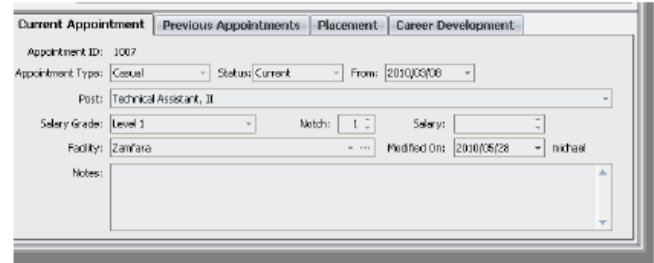 Current Appointment Previous Appointments Placement Career Development
Appointment ID: 1007
Appointment Type: Casual Status: Current From: 2010/03/08
Post: Technical Assistant, II
Salary Grade: Level 1 Notch: 1 Salary:
Facility: Zamfara ... Modified On: 2010/05/28 michael
Notes: